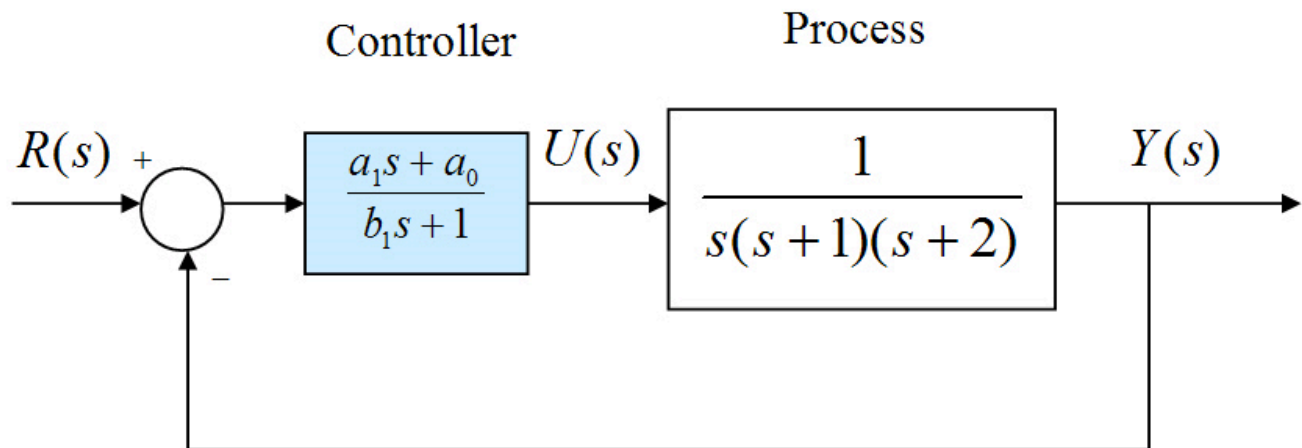 Controller
Process
R(s)
+
−
a₁s + a₀
b₁s + 1
U(s)
1
s(s + 1)(s + 2)
Y(s)